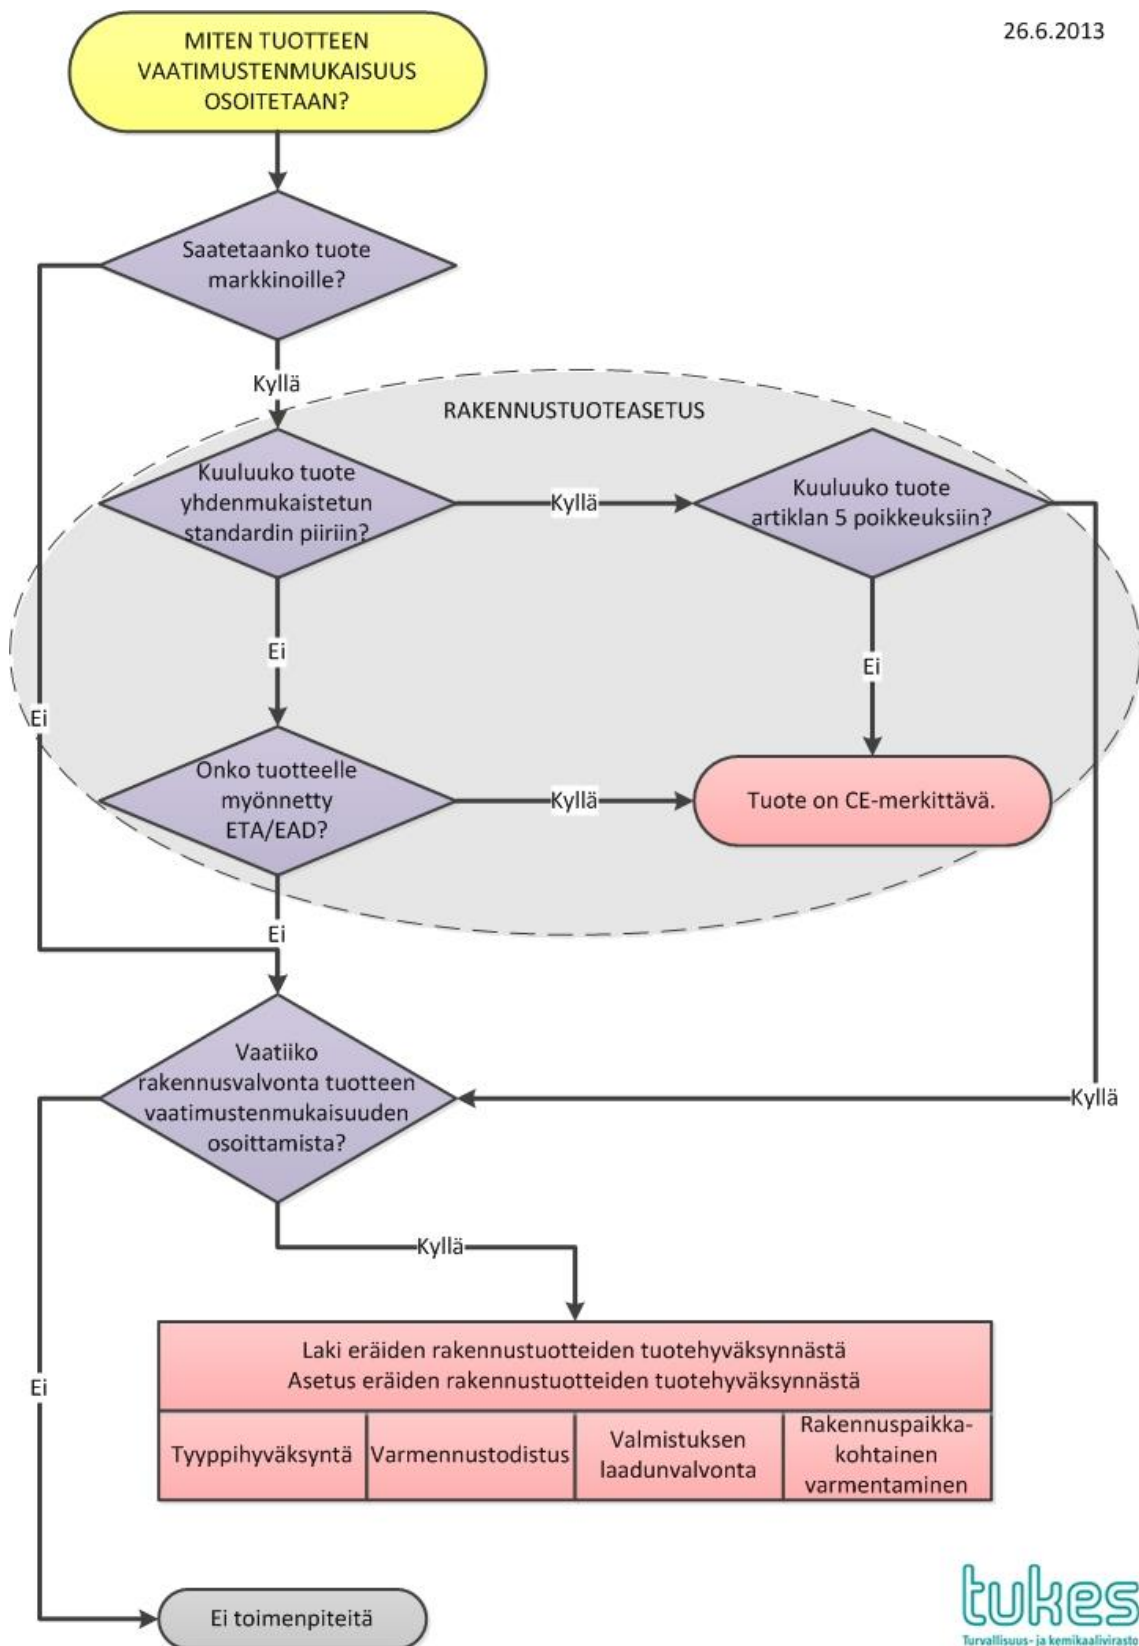 26.6.2013
MITEN TUOTTEEN
VAATIMUSTENMUKAISUUS
OSOITETAAN?
Saatetaanko tuote
markkinoille?
Kyllä
RAKENNUSTUOTEASETUS
Kuuluuko tuote
yhdenmukaistetun
standardin piiriin?
Kyllä
Kuuluuko tuote
artiklan 5 poikkeuksiin?
Ei
Ei
Ei
Onko tuotteelle
myönnetty
ETA/EAD?
Kyllä
Tuote on CE-merkittävä.
Ei
Vaatiiko
rakennusvalvonta tuotteen
vaatimustenmukaisuuden
osoittamista?
Kyllä
Kyllä
Laki eräiden rakennustuotteiden tuotehyväksynnästä
Asetus eräiden rakennustuotteiden tuotehyväksynnästä
Ei
Tyyppihyväksyntä
Varmennustodistus
Valmistuksen
laadunvalvonta
Rakennuspaikka-
kohtainen
varmentaminen
Ei toimenpiteitä
tukes
Turvallisuus- ja kemikaalivirasto